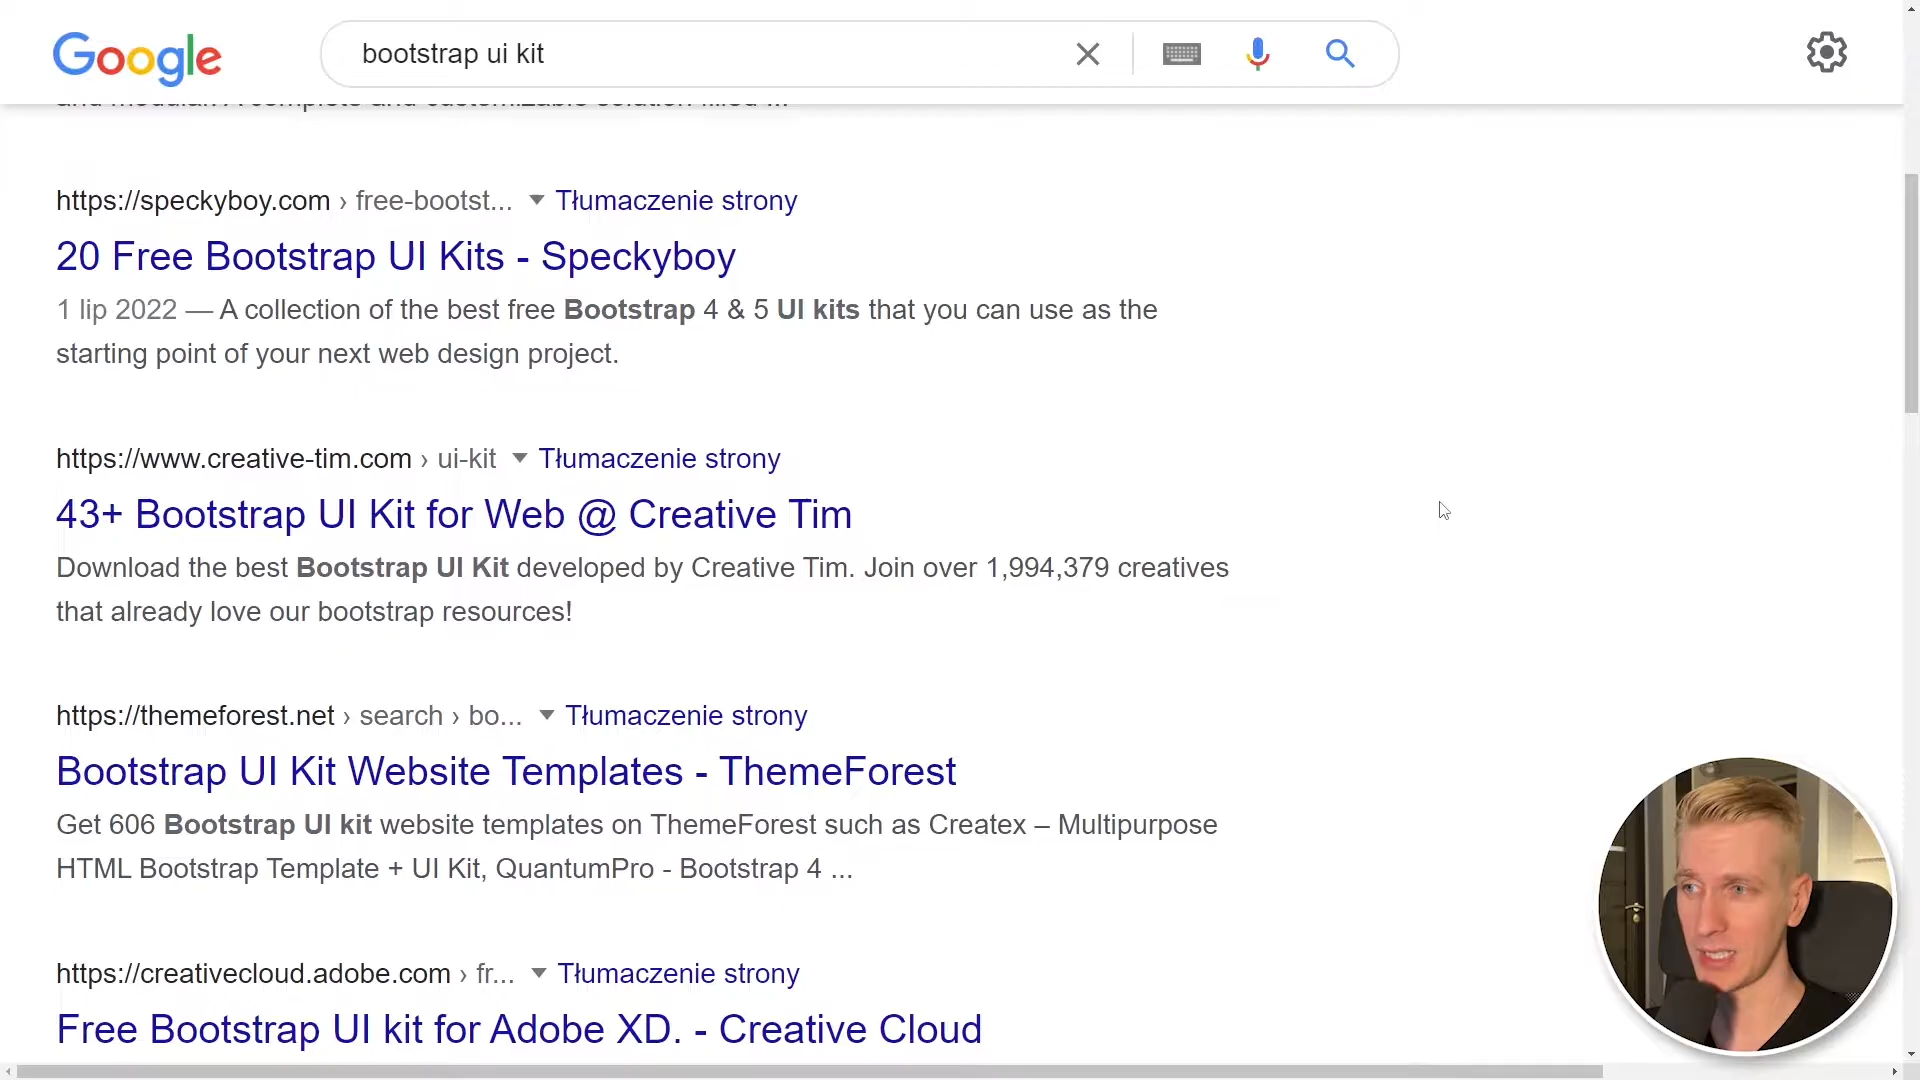 Google
bootstrap ui kit
and modular. A complete and customizable solution filled ...
https://speckyboy.com › free-bootst... Tłumaczenie strony
20 Free Bootstrap UI Kits - Speckyboy
1 lip 2022 — A collection of the best free Bootstrap 4 & 5 UI kits that you can use as the
starting point of your next web design project.
https://www.creative-tim.com › ui-kit Tłumaczenie strony
43+ Bootstrap UI Kit for Web @ Creative Tim
Download the best Bootstrap UI Kit developed by Creative Tim. Join over 1,994,379 creatives
that already love our bootstrap resources!
https://themeforest.net › search › bo... Tłumaczenie strony
Bootstrap UI Kit Website Templates - ThemeForest
Get 606 Bootstrap UI kit website templates on ThemeForest such as Createx – Multipurpose
HTML Bootstrap Template + UI Kit, QuantumPro - Bootstrap 4 ...
https://creativecloud.adobe.com › fr... Tłumaczenie strony
Free Bootstrap UI kit for Adobe XD. - Creative Cloud